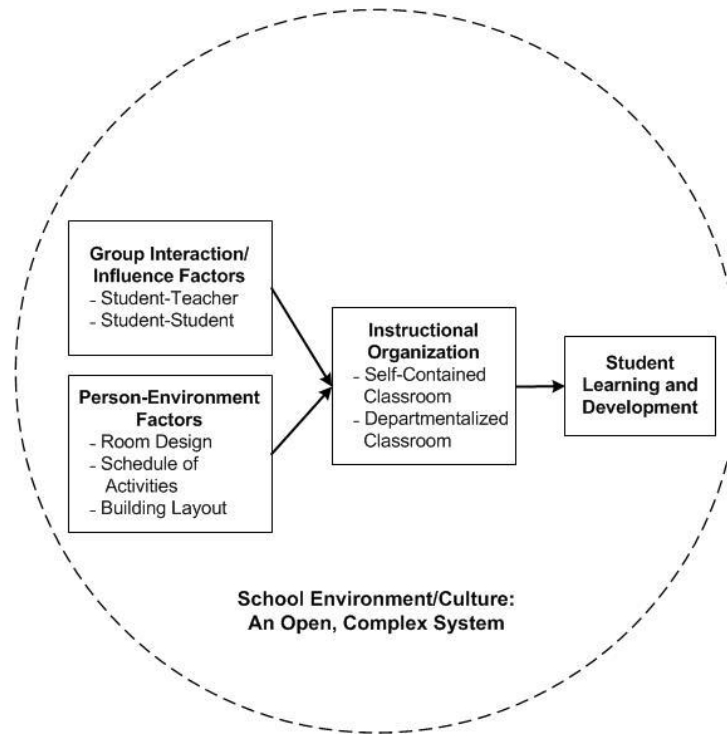 Group Interaction/
Influence Factors
- Student-Teacher
- Student-Student
Person-Environment
Factors
- Room Design
- Schedule of
Activities
- Building Layout
Instructional
Organization
- Self-Contained
Classroom
- Departmentalized
Classroom
Student
Learning and
Development
School Environment/Culture:
An Open, Complex System